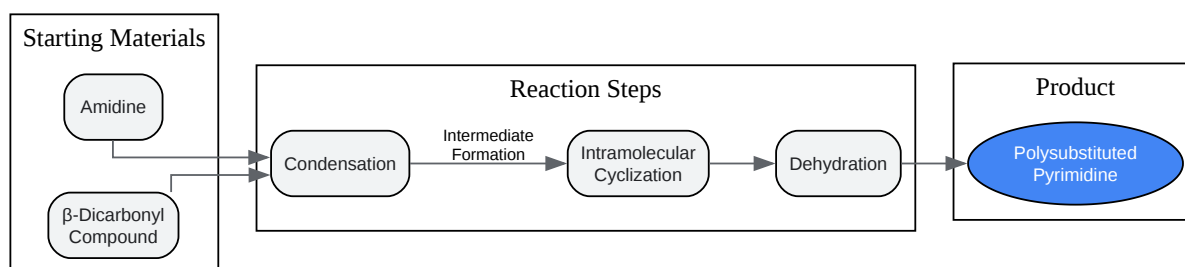 Starting Materials
Amidine
β-Dicarbonyl
Compound
Reaction Steps
Condensation
Intermediate
Formation
Intramolecular
Cyclization
Dehydration
Product
Polysubstituted
Pyrimidine